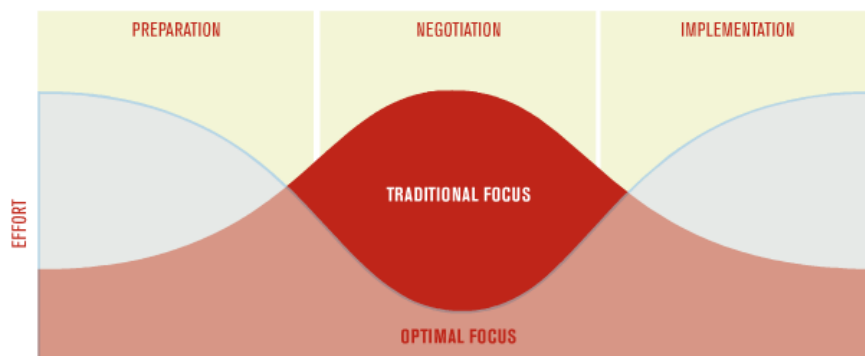 PREPARATION
NEGOTIATION
IMPLEMENTATION
EFFORT
TRADITIONAL FOCUS
OPTIMAL FOCUS